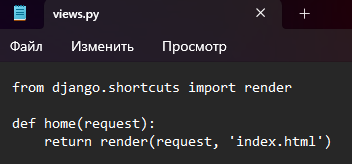 views.py
Файл Изменить Просмотр
from django.shortcuts import render
def home(request):
    return render(request, 'index.html')